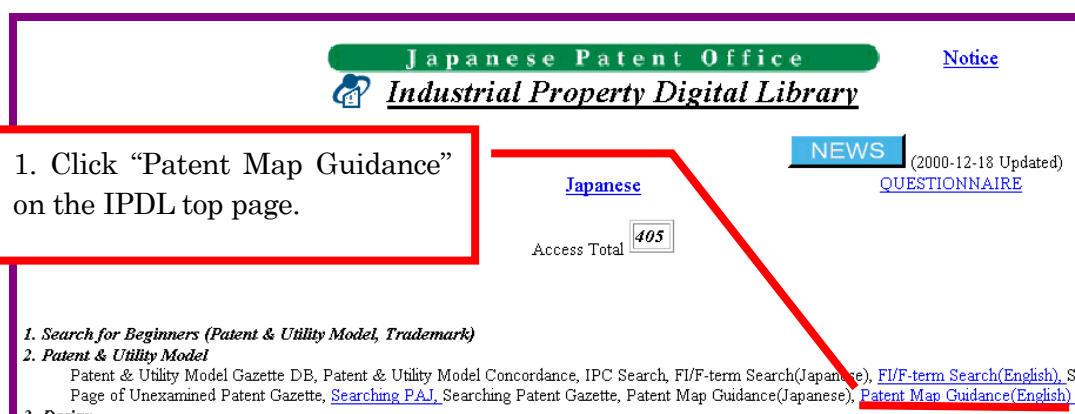 Japanese Patent Office
Notice
Industrial Property Digital Library
1. Click “Patent Map Guidance”
on the IPDL top page.
NEWS (2000-12-18 Updated)
Japanese
QUESTIONNAIRE
Access Total 405
1. Search for Beginners (Patent & Utility Model, Trademark)
2. Patent & Utility Model
Patent & Utility Model Gazette DB, Patent & Utility Model Concordance, IPC Search, FI/F-term Search(Japanese), FI/F-term Search(English), S
Page of Unexamined Patent Gazette, Searching PAJ, Searching Patent Gazette, Patent Map Guidance(Japanese), Patent Map Guidance(English)